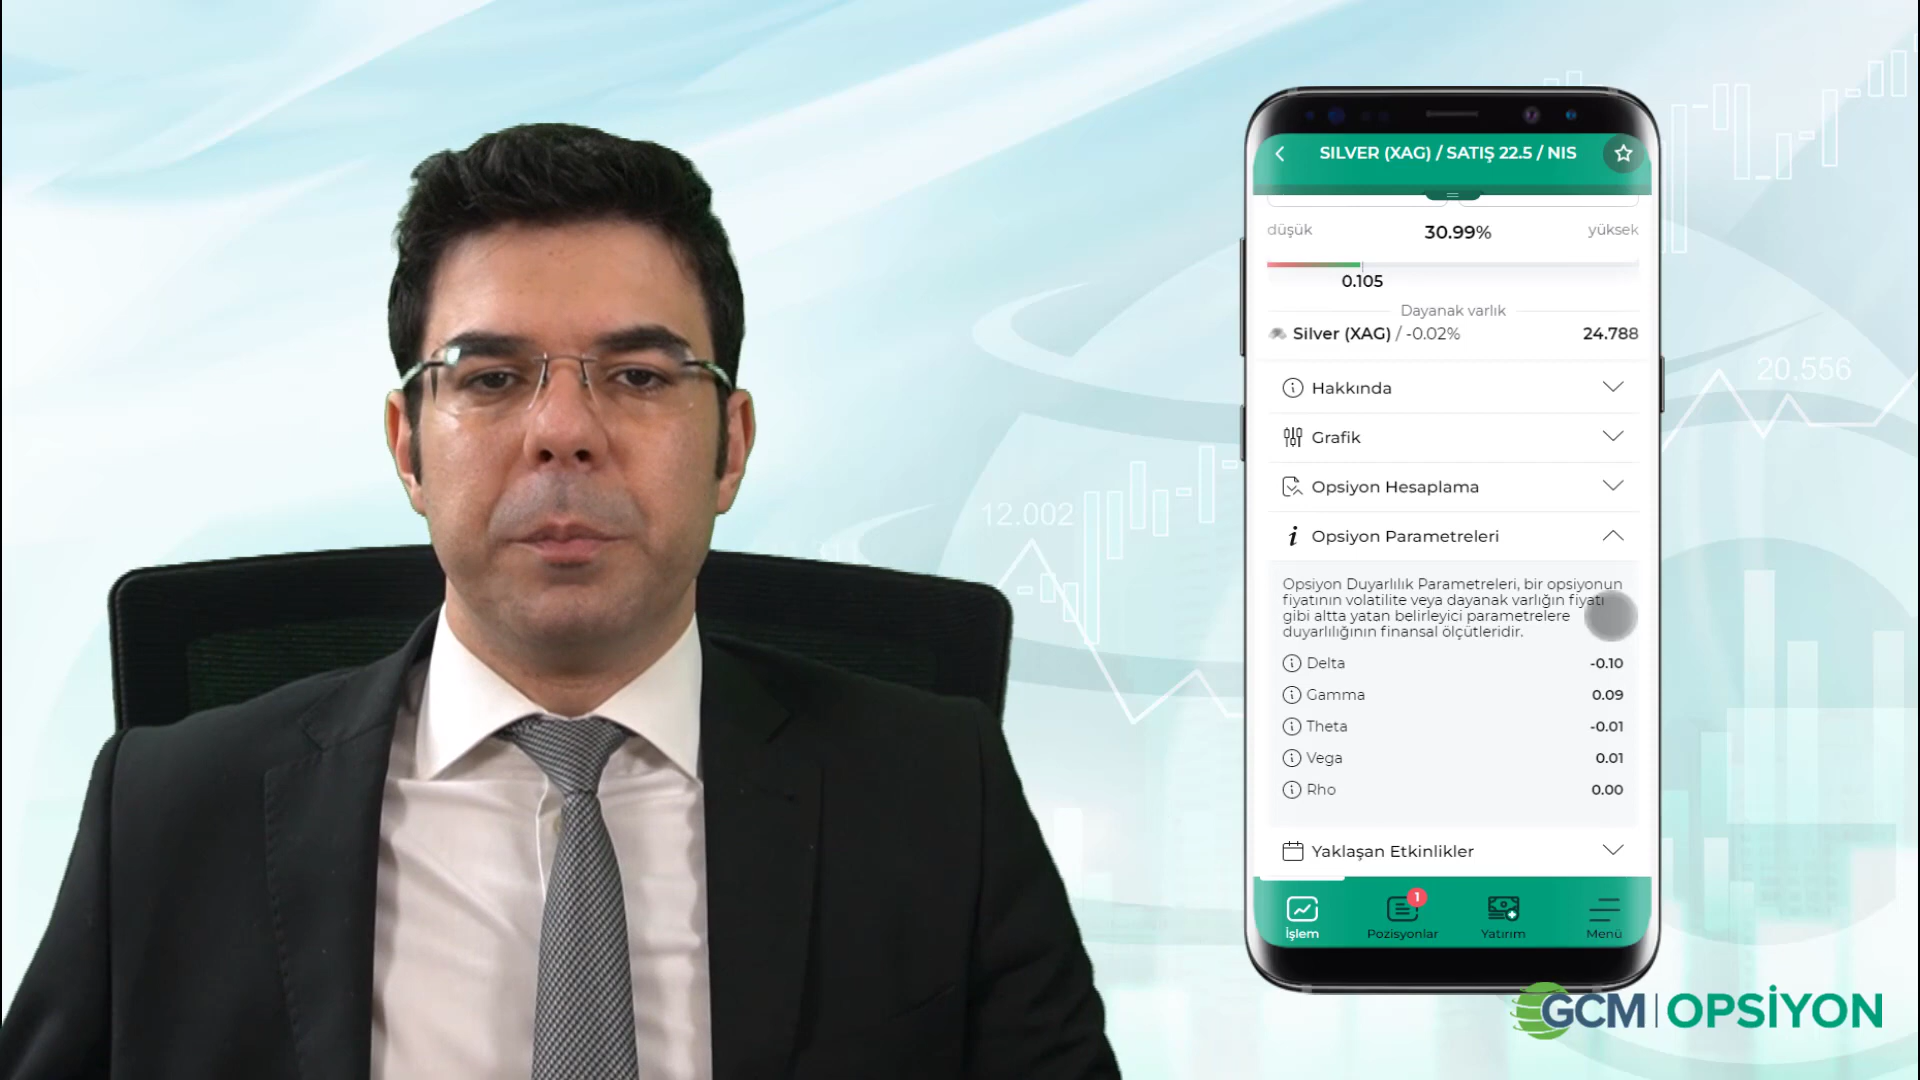 SILVER (XAG) / SATIŞ 22.5 / NIS
düşük
30.99%
yüksek
0.105
Dayanak varlık
Silver (XAG) / -0.02%
24.788
Hakkında
Grafik
Opsiyon Hesaplama
Opsiyon Parametreleri
Opsiyon Duyarlılık Parametreleri, bir opsiyonun
fiyatının volatilite veya dayanak varlığın fiyatı
gibi altta yatan belirleyici parametrelere
duyarlılığının finansal ölçütleridir.
Delta
-0.10
Gamma
0.09
Theta
-0.01
Vega
0.01
Rho
0.00
Yaklaşan Etkinlikler
İşlem
1
Pozisyonlar
Yatırım
Menü
20.556
12.002
GCM | OPSİYON